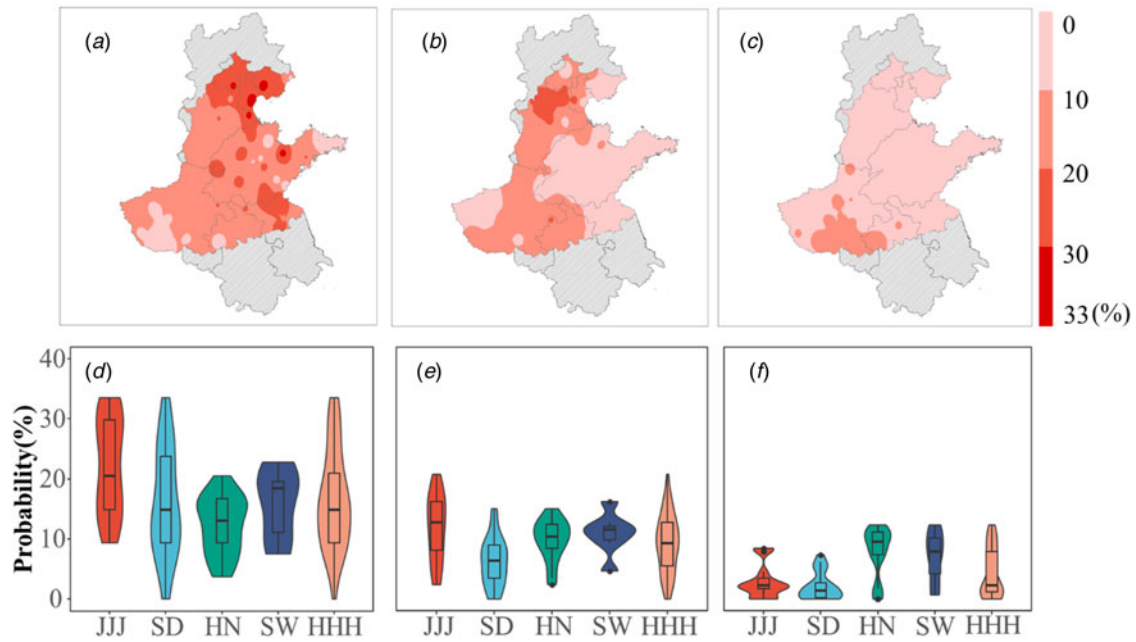 (a)
(b)
(c)
0
10
20
30
33(%)
Probability(%)
40
30
20
10
0
(d)
(e)
(f)
JJJ SD HN SW HHH
JJJ SD HN SW HHH
JJJ SD HN SW HHH